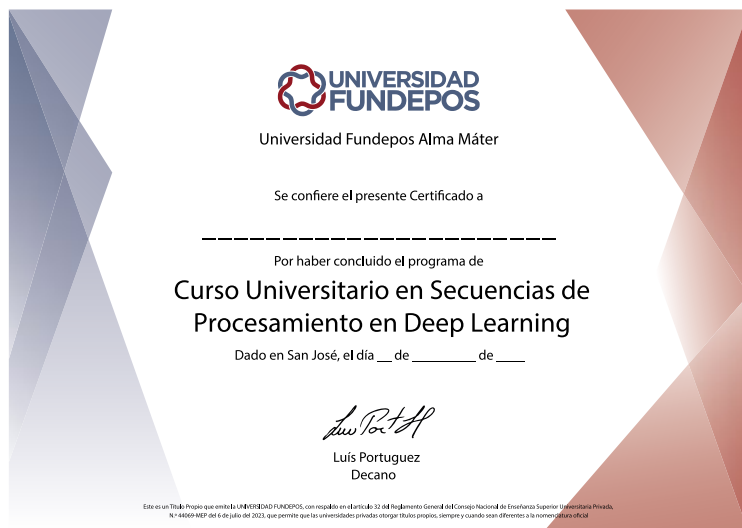 UNIVERSIDAD
FUNDEPOS
Universidad Fundepos Alma Máter
Se confiere el presente Certificado a
_______________________
Por haber concluido el programa de
Curso Universitario en Secuencias de
Procesamiento en Deep Learning
Dado en San José, el día __ de _________ de ____
Luís Portuguez
Decano
Este es un Título Propio que emite la UNIVERSIDAD FUNDEPOS, con respaldo en el artículo 32 del Reglamento General del Consejo Nacional de Enseñanza Superior Universitaria Privada,
N.º 44069-MEP del 6 de julio del 2023, que permite que las universidades privadas otorgar títulos propios, siempre y cuando sean diferentes a la nomenclatura oficial